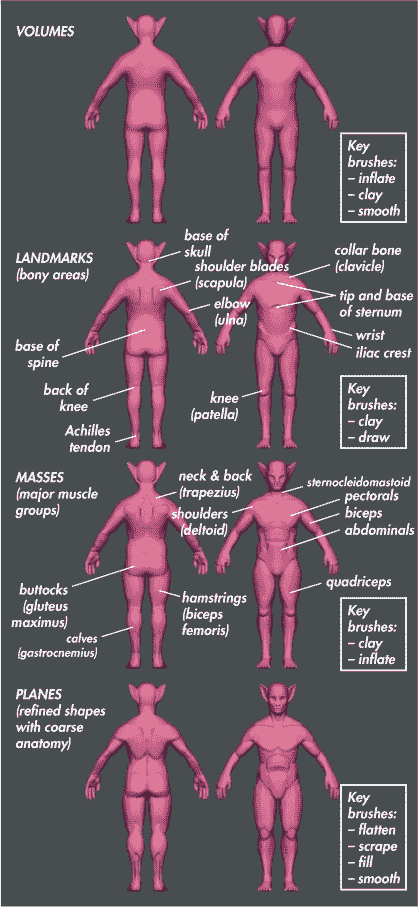 VOLUMES
Key
brushes:
– inflate
– clay
– smooth
LANDMARKS
(bony areas)
base of
skull
shoulder blades
(scapula)
elbow
(ulna)
base of
spine
back of
knee
Achilles
tendon
collar bone
(clavicle)
tip and base
of sternum
wrist
iliac crest
knee
(patella)
Key
brushes:
– clay
– draw
MASSES
(major muscle
groups)
neck & back
(trapezius)
shoulders
(deltoid)
sternocleidomastoid
pectorals
biceps
abdominals
buttocks
(gluteus
maximus)
hamstrings
(biceps
femoris)
calves
(gastrocnemius)
quadriceps
Key
brushes:
– clay
– inflate
PLANES
(refined shapes
with coarse
anatomy)
Key
brushes:
– flatten
– scrape
– fill
– smooth